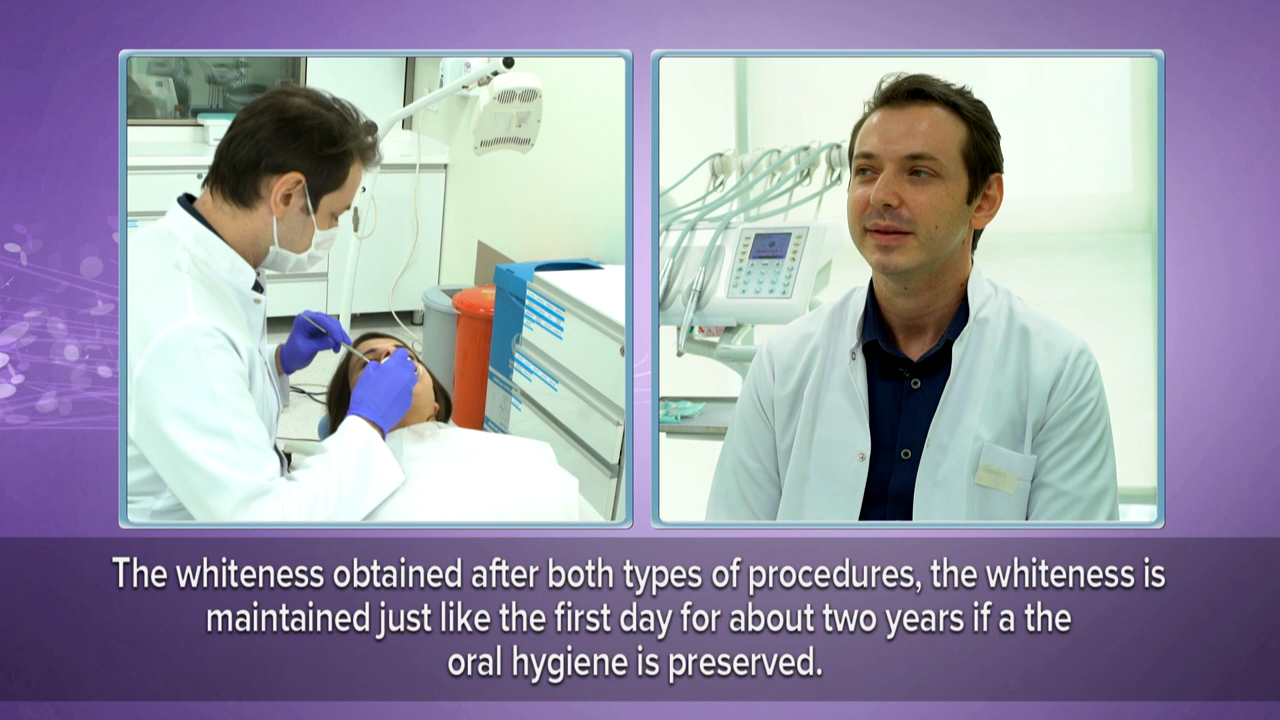 The whiteness obtained after both types of procedures, the whiteness is
maintained just like the first day for about two years if a the
oral hygiene is preserved.